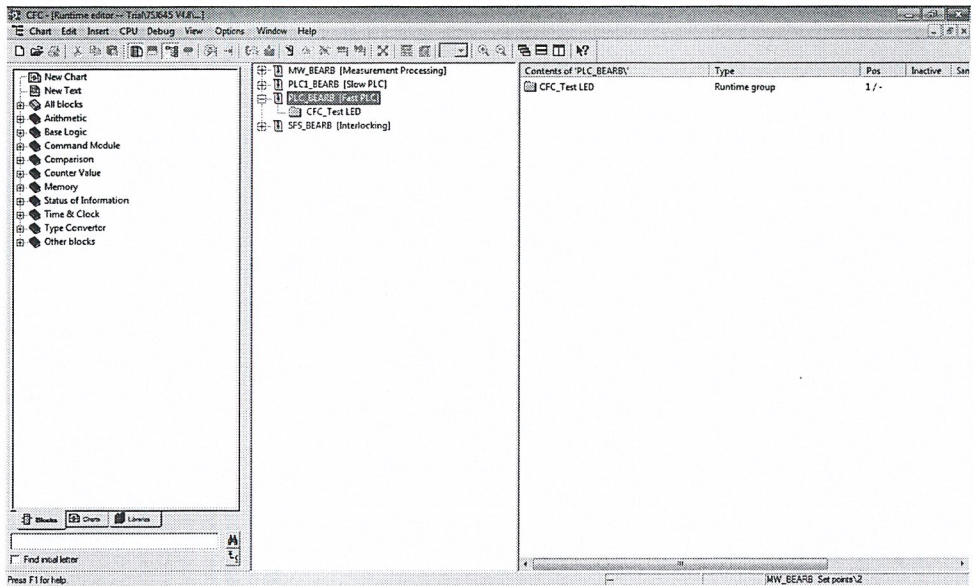 CFC - [Runtime editor -- Trial\7SJ645 V4.8\...]
Chart Edit Insert CPU Debug View Options Window Help
New Chart
New Text
All blocks
Arithmetic
Base Logic
Command Module
Comparison
Counter Value
Memory
Status of Information
Time & Clock
Type Convertor
Other blocks
Blocks Charts Libraries
Find initial letter
MW_BEARB [Measurement Processing]
PLC1_BEARB [Slow PLC]
PLC_BEARB [Fast PLC]
CFC_Test LED
SFS_BEARB [Interlocking]
Contents of 'PLC_BEARB\' Type Pos Inactive Sam
CFC_Test LED Runtime group 1 / -
Press F1 for help. MW_BEARB Set points\2